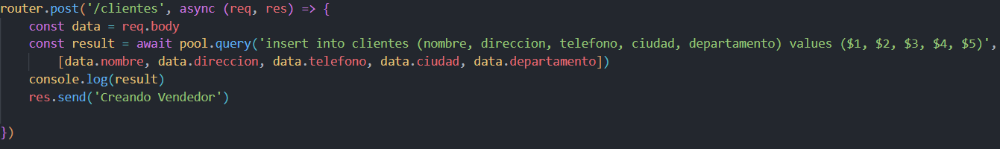 router.post('/clientes', async (req, res) => {
    const data = req.body
    const result = await pool.query('insert into clientes (nombre, direccion, telefono, ciudad, departamento) values ($1, $2, $3, $4, $5)',
        [data.nombre, data.direccion, data.telefono, data.ciudad, data.departamento])
    console.log(result)
    res.send('Creando Vendedor')
})